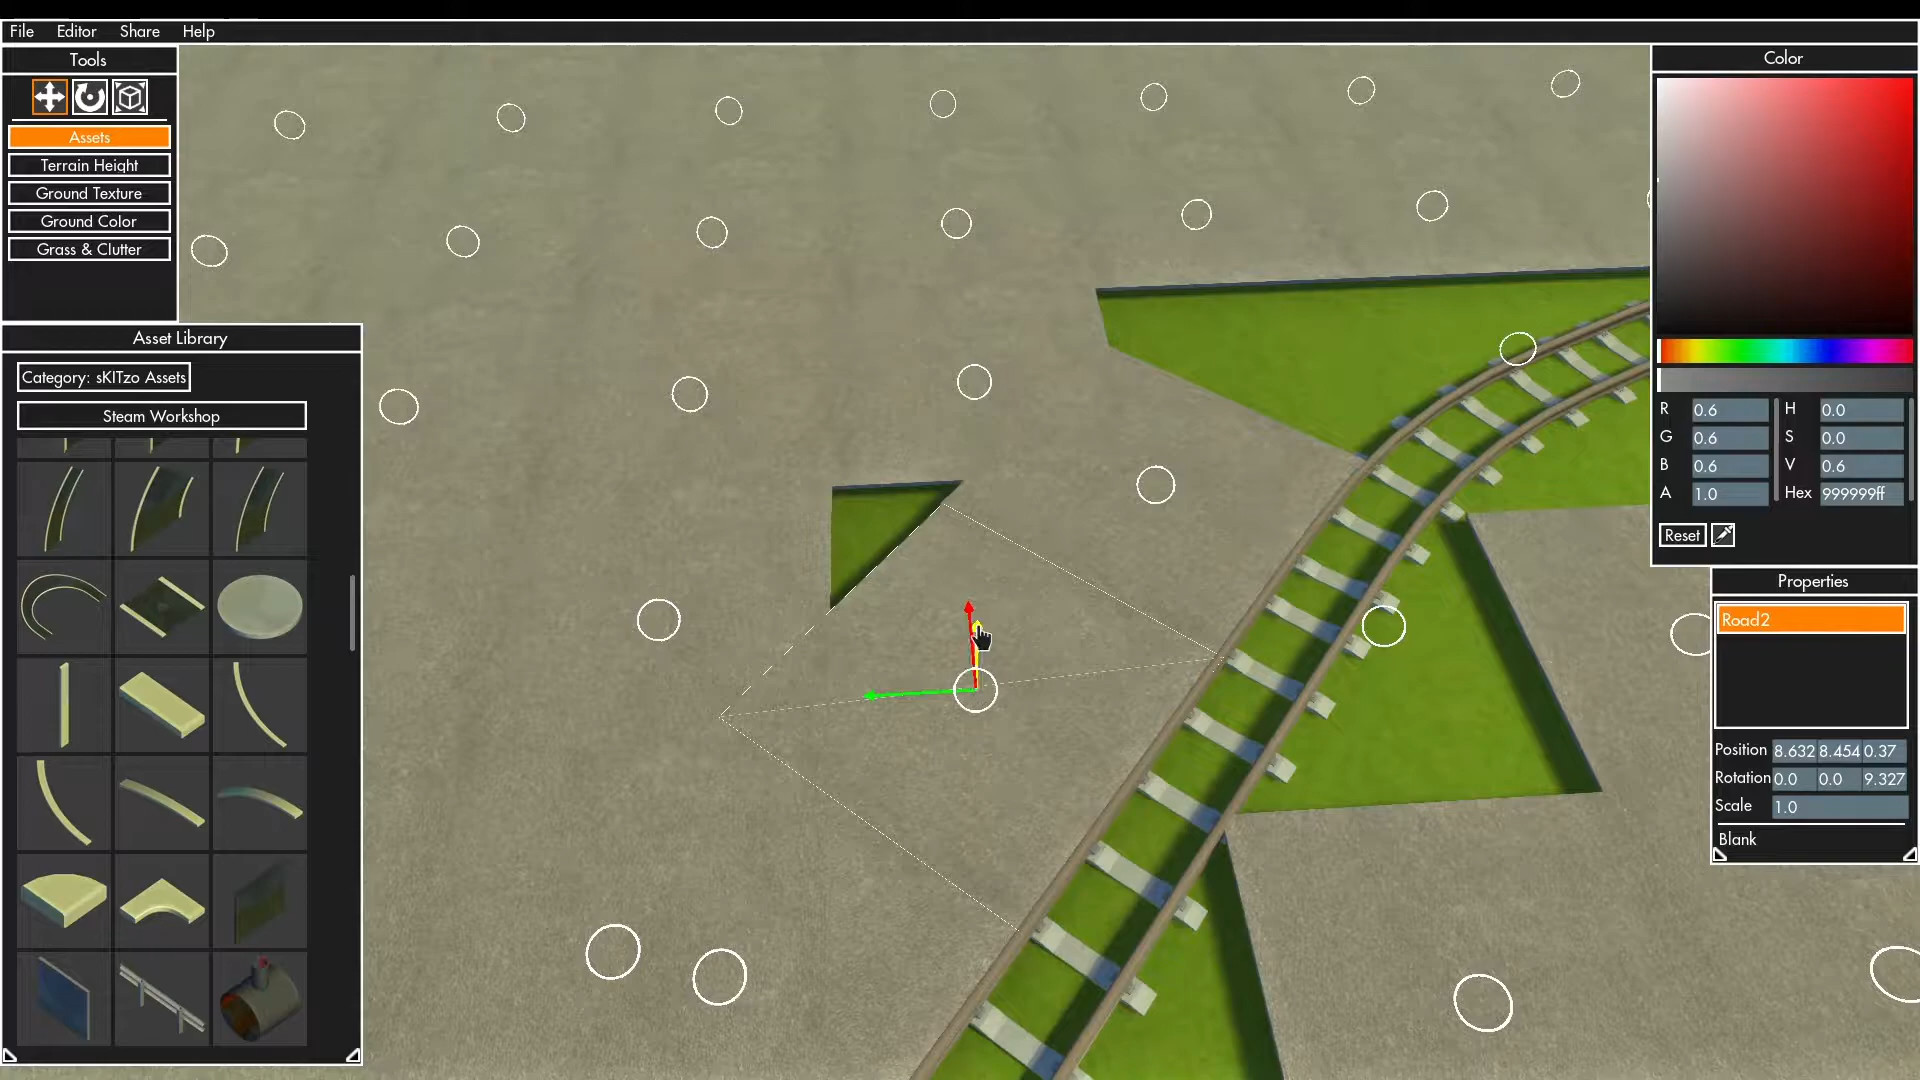 File Editor Share Help
Tools
Assets
Terrain Height
Ground Texture
Ground Color
Grass & Clutter
Asset Library
Category: sKITzo Assets
Steam Workshop
Color
R 0.6 H 0.0
G 0.6 S 0.0
B 0.6 V 0.6
A 1.0 Hex 999999ff
Reset
Properties
Road2
Position 8.632 8.454 0.37
Rotation 0.0 0.0 9.327
Scale 1.0
Blank